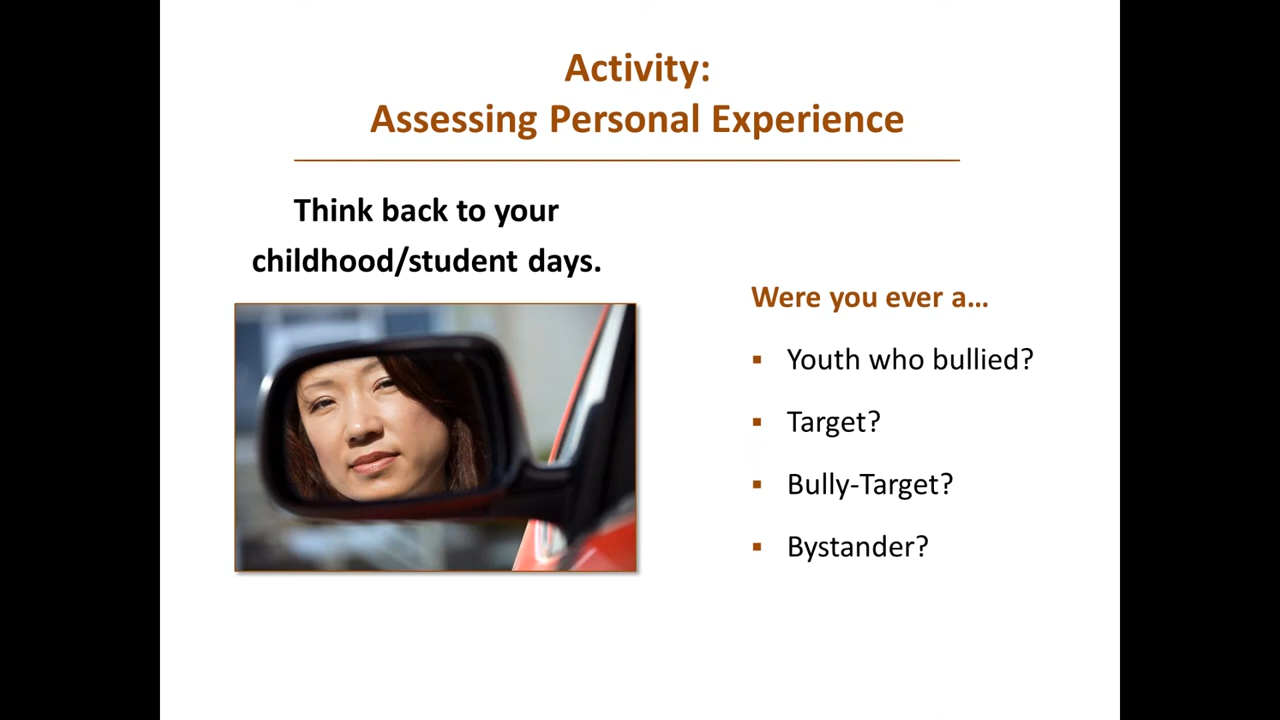 Activity:
Assessing Personal Experience
Think back to your
childhood/student days.
Were you ever a...
▪ Youth who bullied?
▪ Target?
▪ Bully-Target?
▪ Bystander?